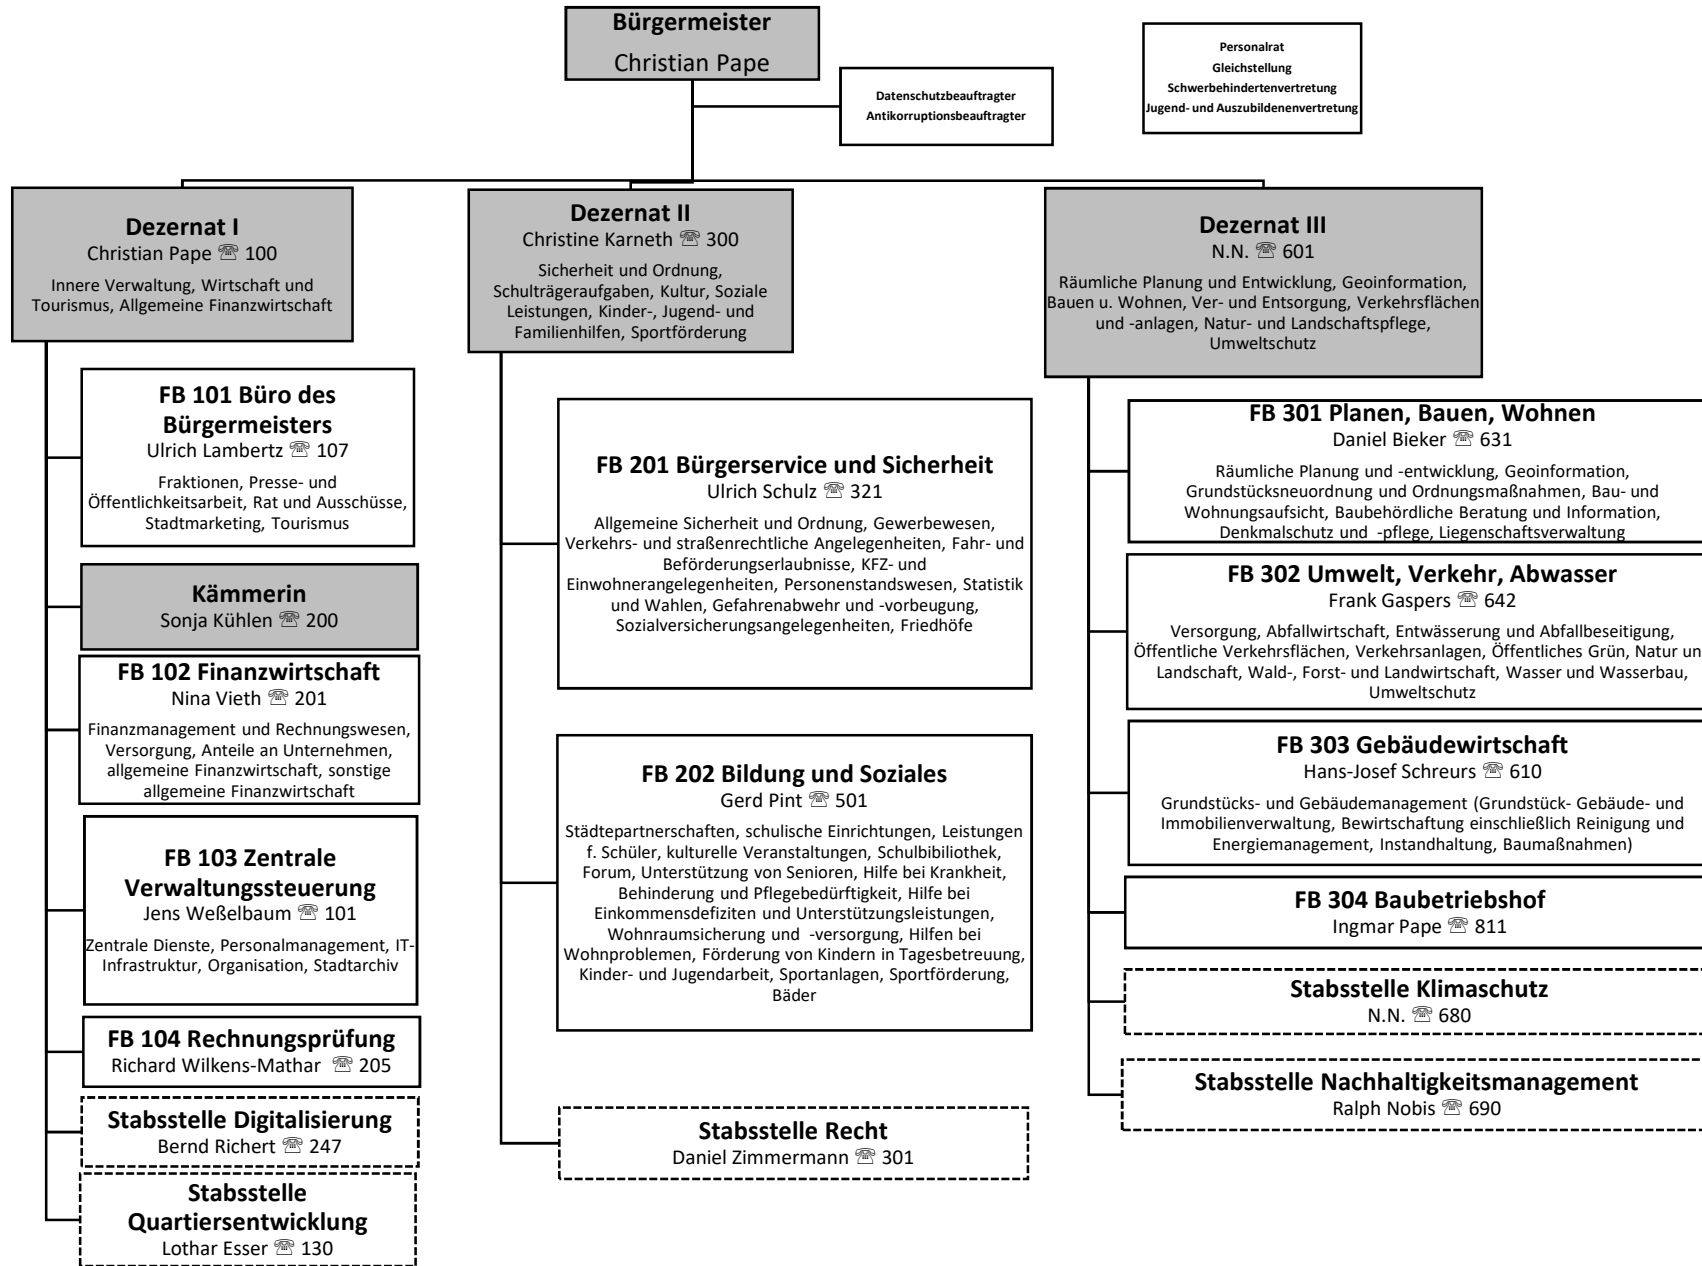 Bürgermeister
Christian Pape
Personalrat
Gleichstellung
Schwerbehindertenvertretung
Jugend- und Auszubildenenvertretung
Datenschutzbeauftragter
Antikorruptionsbeauftragter
Dezernat I
Christian Pape ☏ 100
Innere Verwaltung, Wirtschaft und
Tourismus, Allgemeine Finanzwirtschaft
FB 101 Büro des
Bürgermeisters
Ulrich Lambertz ☏ 107
Fraktionen, Presse- und
Öffentlichkeitsarbeit, Rat und Ausschüsse,
Stadtmarketing, Tourismus
Kämmerin
Sonja Kühlen ☏ 200
FB 102 Finanzwirtschaft
Nina Vieth ☏ 201
Finanzmanagement und Rechnungswesen,
Versorgung, Anteile an Unternehmen,
allgemeine Finanzwirtschaft, sonstige
allgemeine Finanzwirtschaft
FB 103 Zentrale
Verwaltungssteuerung
Jens Weßelbaum ☏ 101
Zentrale Dienste, Personalmanagement, IT-
Infrastruktur, Organisation, Stadtarchiv
FB 104 Rechnungsprüfung
Richard Wilkens-Mathar ☏ 205
Stabsstelle Digitalisierung
Bernd Richert ☏ 247
Stabsstelle
Quartiersentwicklung
Lothar Esser ☏ 130
Dezernat II
Christine Karneth ☏ 300
Sicherheit und Ordnung,
Schulträgeraufgaben, Kultur, Soziale
Leistungen, Kinder-, Jugend- und
Familienhilfen, Sportförderung
FB 201 Bürgerservice und Sicherheit
Ulrich Schulz ☏ 321
Allgemeine Sicherheit und Ordnung, Gewerbewesen,
Verkehrs- und straßenrechtliche Angelegenheiten, Fahr- und
Beförderungserlaubnisse, KFZ- und
Einwohnerangelegenheiten, Personenstandswesen, Statistik
und Wahlen, Gefahrenabwehr und -vorbeugung,
Sozialversicherungsangelegenheiten, Friedhöfe
FB 202 Bildung und Soziales
Gerd Pint ☏ 501
Städtepartnerschaften, schulische Einrichtungen, Leistungen
f. Schüler, kulturelle Veranstaltungen, Schulbibiliothek,
Forum, Unterstützung von Senioren, Hilfe bei Krankheit,
Behinderung und Pflegebedürftigkeit, Hilfe bei
Einkommensdefiziten und Unterstützungsleistungen,
Wohnraumsicherung und -versorgung, Hilfen bei
Wohnproblemen, Förderung von Kindern in Tagesbetreuung,
Kinder- und Jugendarbeit, Sportanlagen, Sportförderung,
Bäder
Stabsstelle Recht
Daniel Zimmermann ☏ 301
Dezernat III
N.N. ☏ 601
Räumliche Planung und Entwicklung, Geoinformation,
Bauen u. Wohnen, Ver- und Entsorgung, Verkehrsflächen
und -anlagen, Natur- und Landschaftspflege,
Umweltschutz
FB 301 Planen, Bauen, Wohnen
Daniel Bieker ☏ 631
Räumliche Planung und -entwicklung, Geoinformation,
Grundstücksneuordnung und Ordnungsmaßnahmen, Bau- und
Wohnungsaufsicht, Baubehördliche Beratung und Information,
Denkmalschutz und -pflege, Liegenschaftsverwaltung
FB 302 Umwelt, Verkehr, Abwasser
Frank Gaspers ☏ 642
Versorgung, Abfallwirtschaft, Entwässerung und Abfallbeseitigung,
Öffentliche Verkehrsflächen, Verkehrsanlagen, Öffentliches Grün, Natur un
Landschaft, Wald-, Forst- und Landwirtschaft, Wasser und Wasserbau,
Umweltschutz
FB 303 Gebäudewirtschaft
Hans-Josef Schreurs ☏ 610
Grundstücks- und Gebäudemanagement (Grundstück- Gebäude- und
Immobilienverwaltung, Bewirtschaftung einschließlich Reinigung und
Energiemanagement, Instandhaltung, Baumaßnahmen)
FB 304 Baubetriebshof
Ingmar Pape ☏ 811
Stabsstelle Klimaschutz
N.N. ☏ 680
Stabsstelle Nachhaltigkeitsmanagement
Ralph Nobis ☏ 690